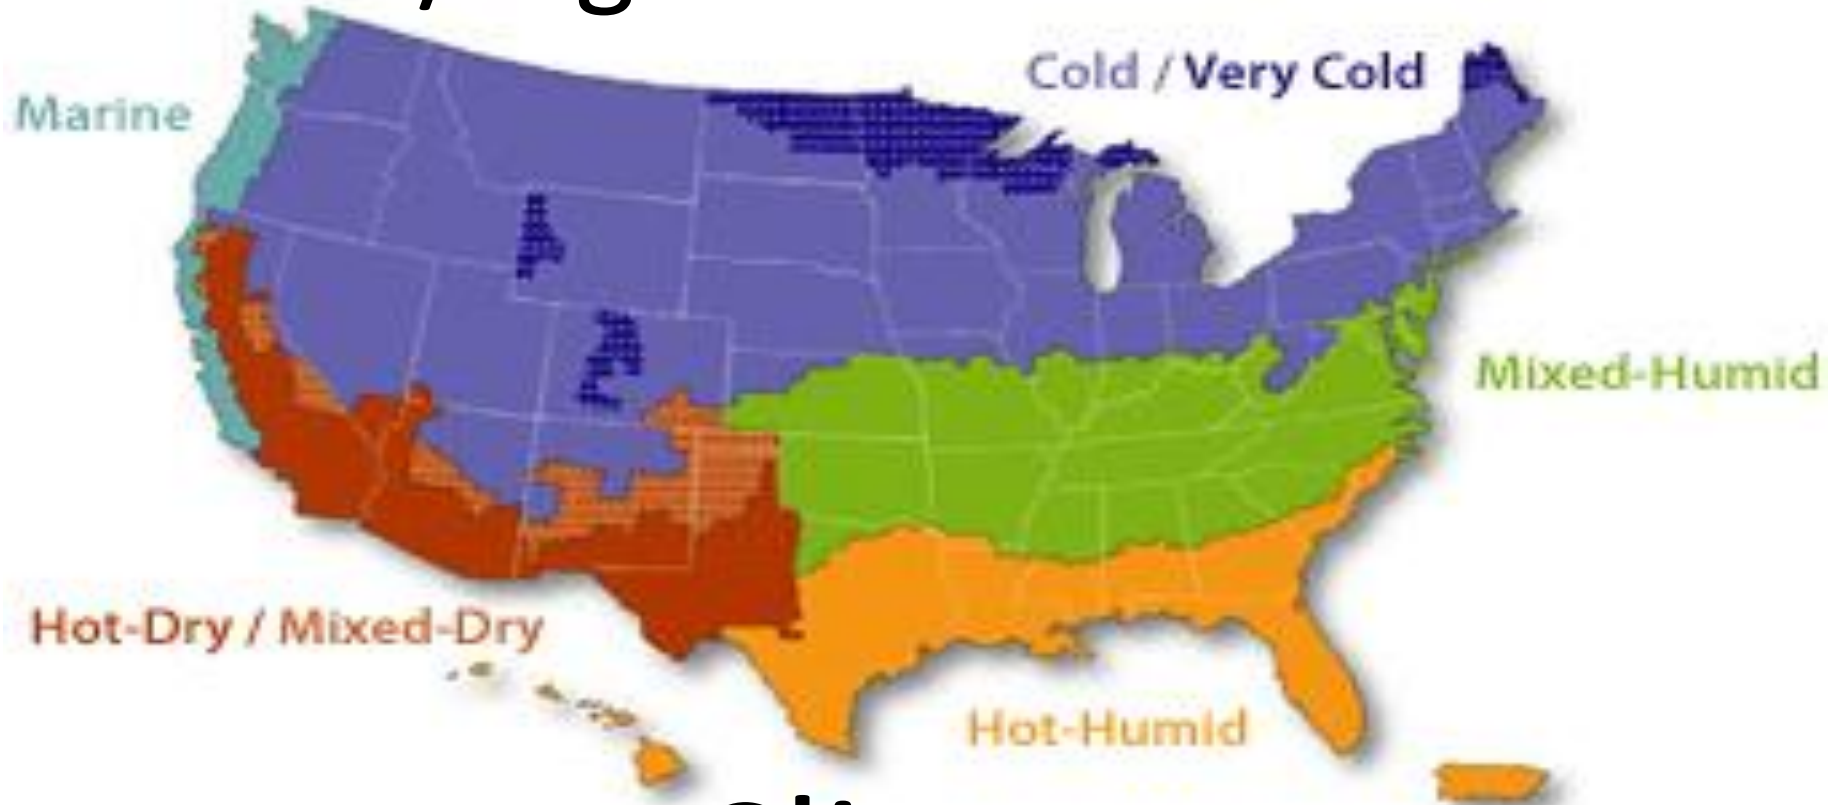 Cold / Very Cold
Marine
Mixed-Humid
Hot-Dry / Mixed-Dry
Hot-Humid